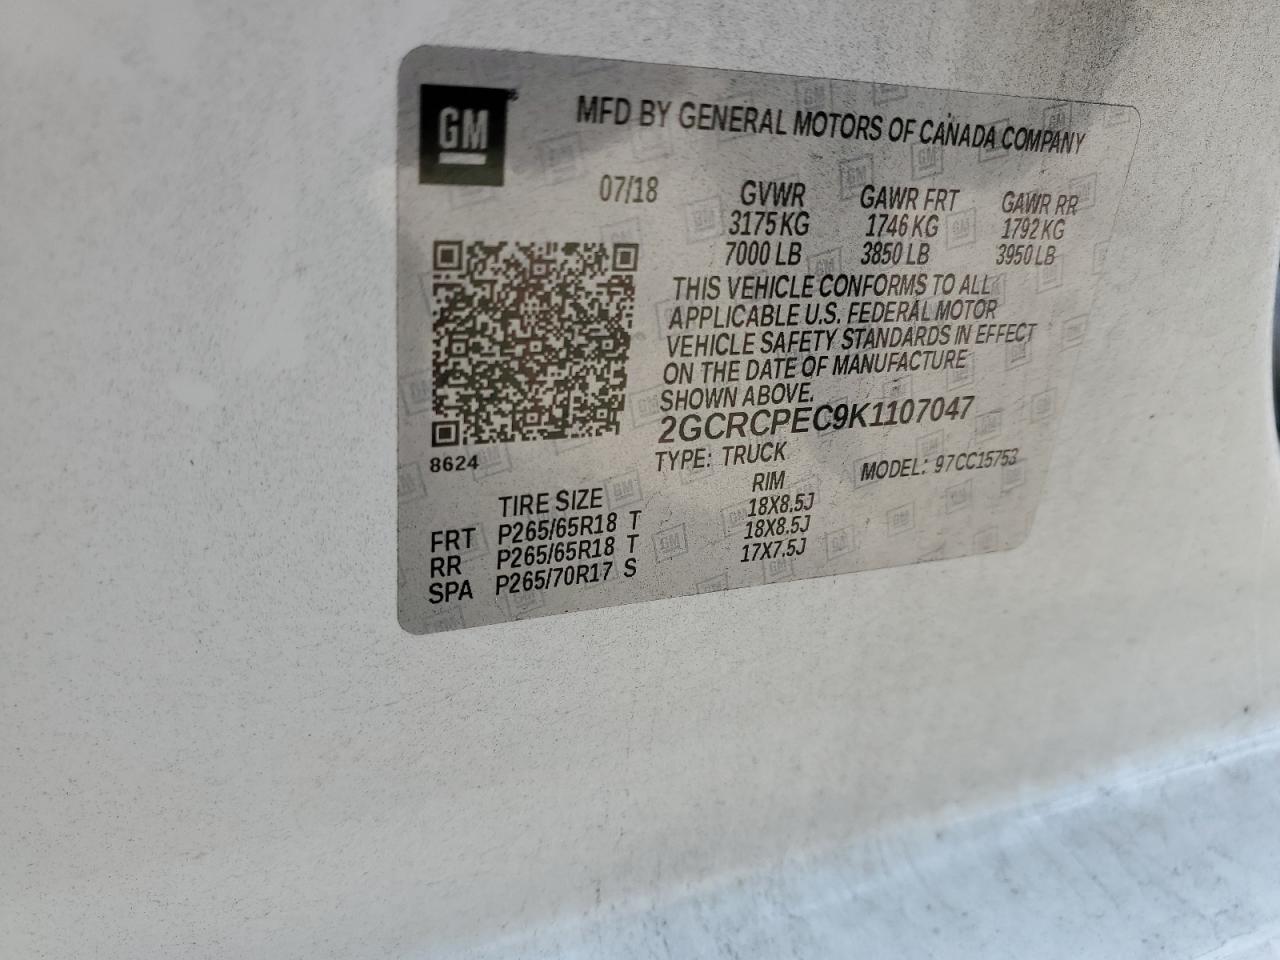 GM
MFD BY GENERAL MOTORS OF CANADA COMPANY
07/18 GVWR GAWR FRT GAWR RR
3175 KG 1746 KG 1792 KG
7000 LB 3850 LB 3950 LB
THIS VEHICLE CONFORMS TO ALL
APPLICABLE U.S. FEDERAL MOTOR
VEHICLE SAFETY STANDARDS IN EFFECT
ON THE DATE OF MANUFACTURE
SHOWN ABOVE.
2GCRCPEC9K1107047
8624 TYPE: TRUCK MODEL: 97CC15753
TIRE SIZE RIM
FRT P265/65R18 T 18X8.5J
RR P265/65R18 T 18X8.5J
SPA P265/70R17 S 17X7.5J